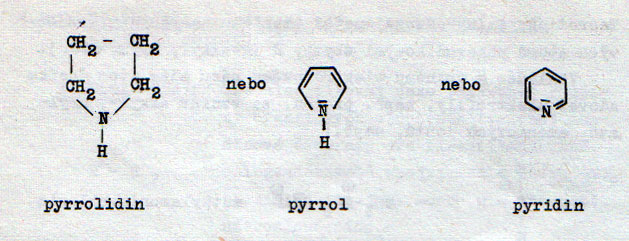 CH2 – CH2
CH2 CH2
N
H
nebo
N
H
nebo
N
pyrrolidin
pyrrol
pyridin